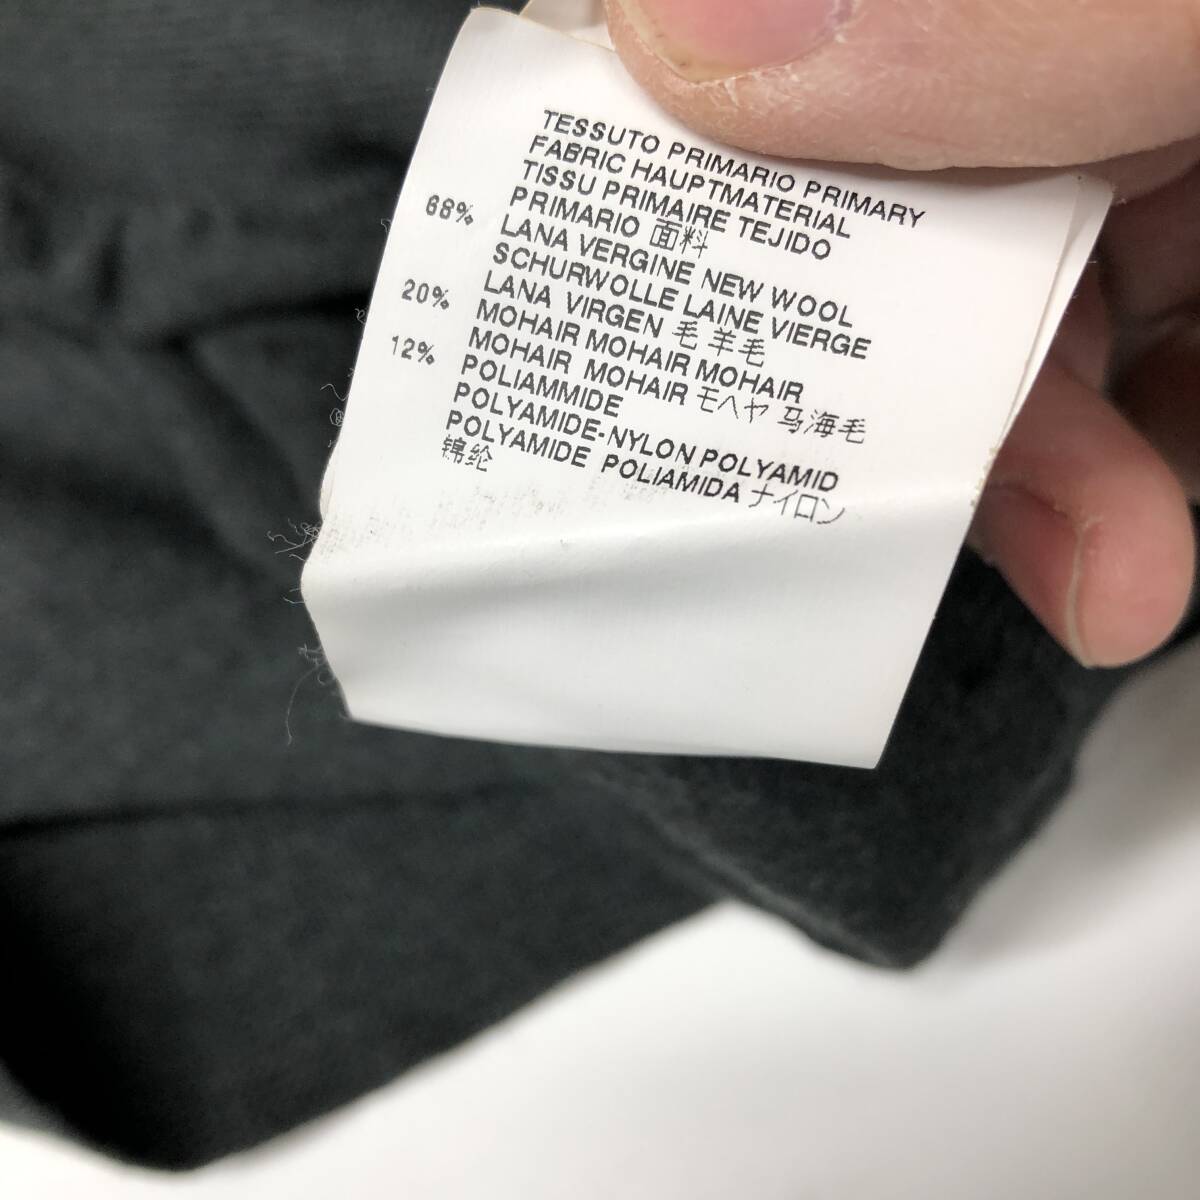 TESSUTO PRIMARIO PRIMARY
FABRIC HAUPTMATERIAL
TISSU PRIMAIRE TEJIDO
PRIMARIO 面料
68% LANA VERGINE NEW WOOL
SCHURWOLLE LAINE VIERGE
LANA VIRGEN 毛 羊毛
20% MOHAIR MOHAIR MOHAIR
MOHAIR MOHAIR モヘヤ 马海毛
12% POLIAMMIDE
POLYAMIDE-NYLON POLYAMID
POLYAMIDE POLIAMIDA ナイロン
锦纶